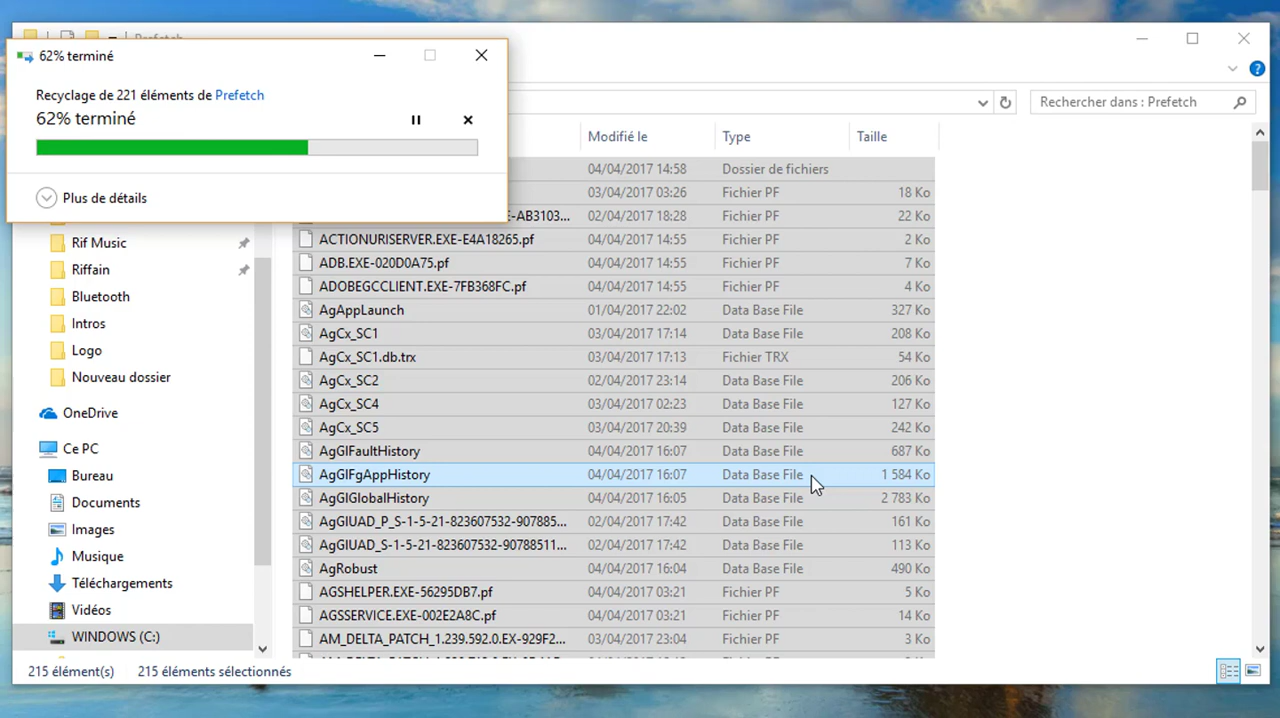 Prefetch
62% terminé
Recyclage de 221 éléments de Prefetch
62% terminé
Plus de détails
Rechercher dans : Prefetch
Modifié le Type Taille
04/04/2017 14:58 Dossier de fichiers
03/04/2017 03:26 Fichier PF 18 Ko
E-AB3103... 02/04/2017 18:28 Fichier PF 22 Ko
ACTIONURISERVER.EXE-E4A18265.pf 04/04/2017 14:55 Fichier PF 2 Ko
ADB.EXE-020D0A75.pf 04/04/2017 14:55 Fichier PF 7 Ko
ADOBEGCCLIENT.EXE-7FB368FC.pf 04/04/2017 14:55 Fichier PF 4 Ko
AgAppLaunch 01/04/2017 22:02 Data Base File 327 Ko
AgCx_SC1 03/04/2017 17:14 Data Base File 208 Ko
AgCx_SC1.db.trx 03/04/2017 17:13 Fichier TRX 54 Ko
AgCx_SC2 02/04/2017 23:14 Data Base File 206 Ko
AgCx_SC4 03/04/2017 02:23 Data Base File 127 Ko
AgCx_SC5 03/04/2017 20:39 Data Base File 242 Ko
AgGlFaultHistory 04/04/2017 16:07 Data Base File 687 Ko
AgGlFgAppHistory 04/04/2017 16:07 Data Base File 1 584 Ko
AgGlGlobalHistory 04/04/2017 16:05 Data Base File 2 783 Ko
AgGlUAD_P_S-1-5-21-823607532-907885... 02/04/2017 17:42 Data Base File 161 Ko
AgGlUAD_S-1-5-21-823607532-90788511... 02/04/2017 17:42 Data Base File 113 Ko
AgRobust 04/04/2017 16:04 Data Base File 490 Ko
AGSHELPER.EXE-56295DB7.pf 04/04/2017 03:21 Fichier PF 5 Ko
AGSSERVICE.EXE-002E2A8C.pf 04/04/2017 03:21 Fichier PF 14 Ko
AM_DELTA_PATCH_1.239.592.0.EX-929F2... 03/04/2017 23:04 Fichier PF 3 Ko
Rif Music
Riffain
Bluetooth
Intros
Logo
Nouveau dossier
OneDrive
Ce PC
Bureau
Documents
Images
Musique
Téléchargements
Vidéos
WINDOWS (C:)
215 élément(s) 215 éléments sélectionnés